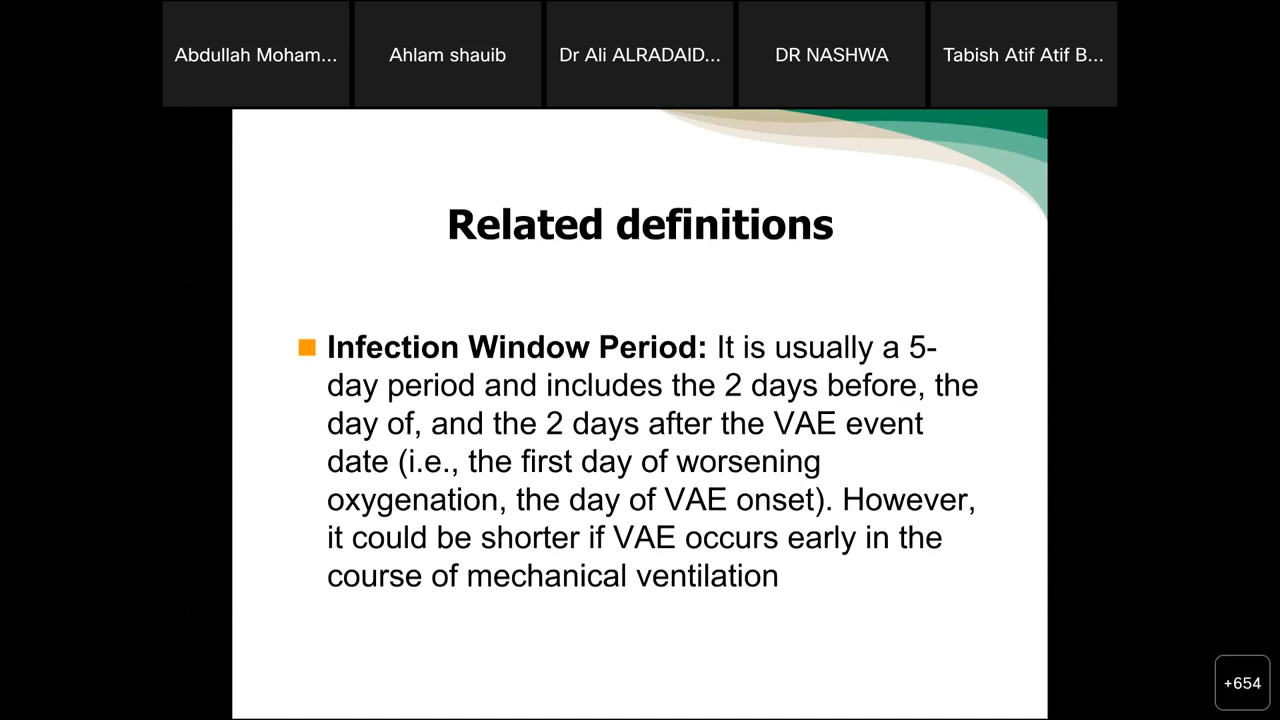 Abdullah Moham...
Ahlam shauib
Dr Ali ALRADAID...
DR NASHWA
Tabish Atif Atif B...
Related definitions
Infection Window Period: It is usually a 5-
day period and includes the 2 days before, the
day of, and the 2 days after the VAE event
date (i.e., the first day of worsening
oxygenation, the day of VAE onset). However,
it could be shorter if VAE occurs early in the
course of mechanical ventilation
+654